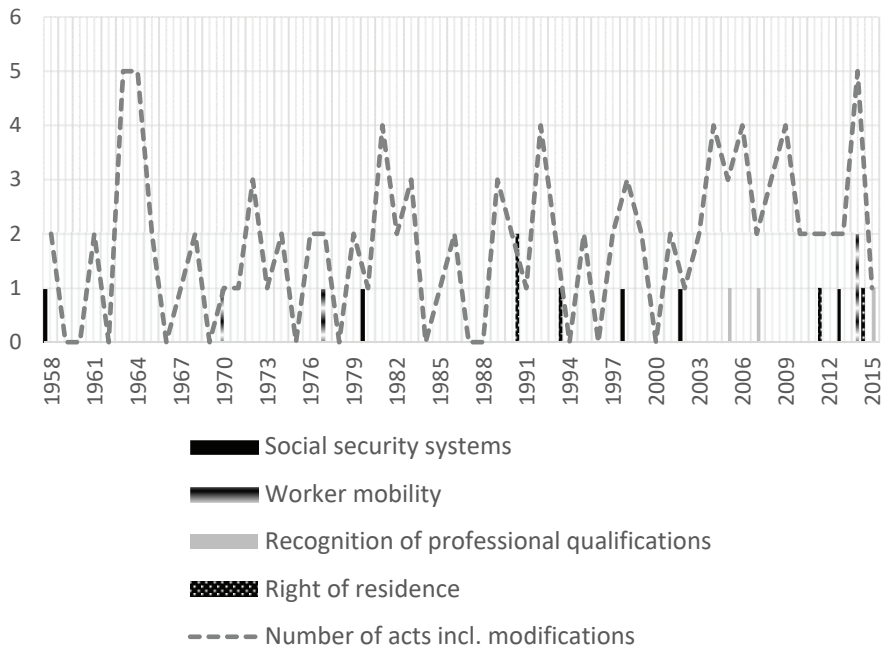 6
5
4
3
2
1
0
1958 1961 1964 1967 1970 1973 1976 1979 1982 1985 1988 1991 1994 1997 2000 2003 2006 2009 2012 2015
Social security systems
Worker mobility
Recognition of professional qualifications
Right of residence
Number of acts incl. modifications